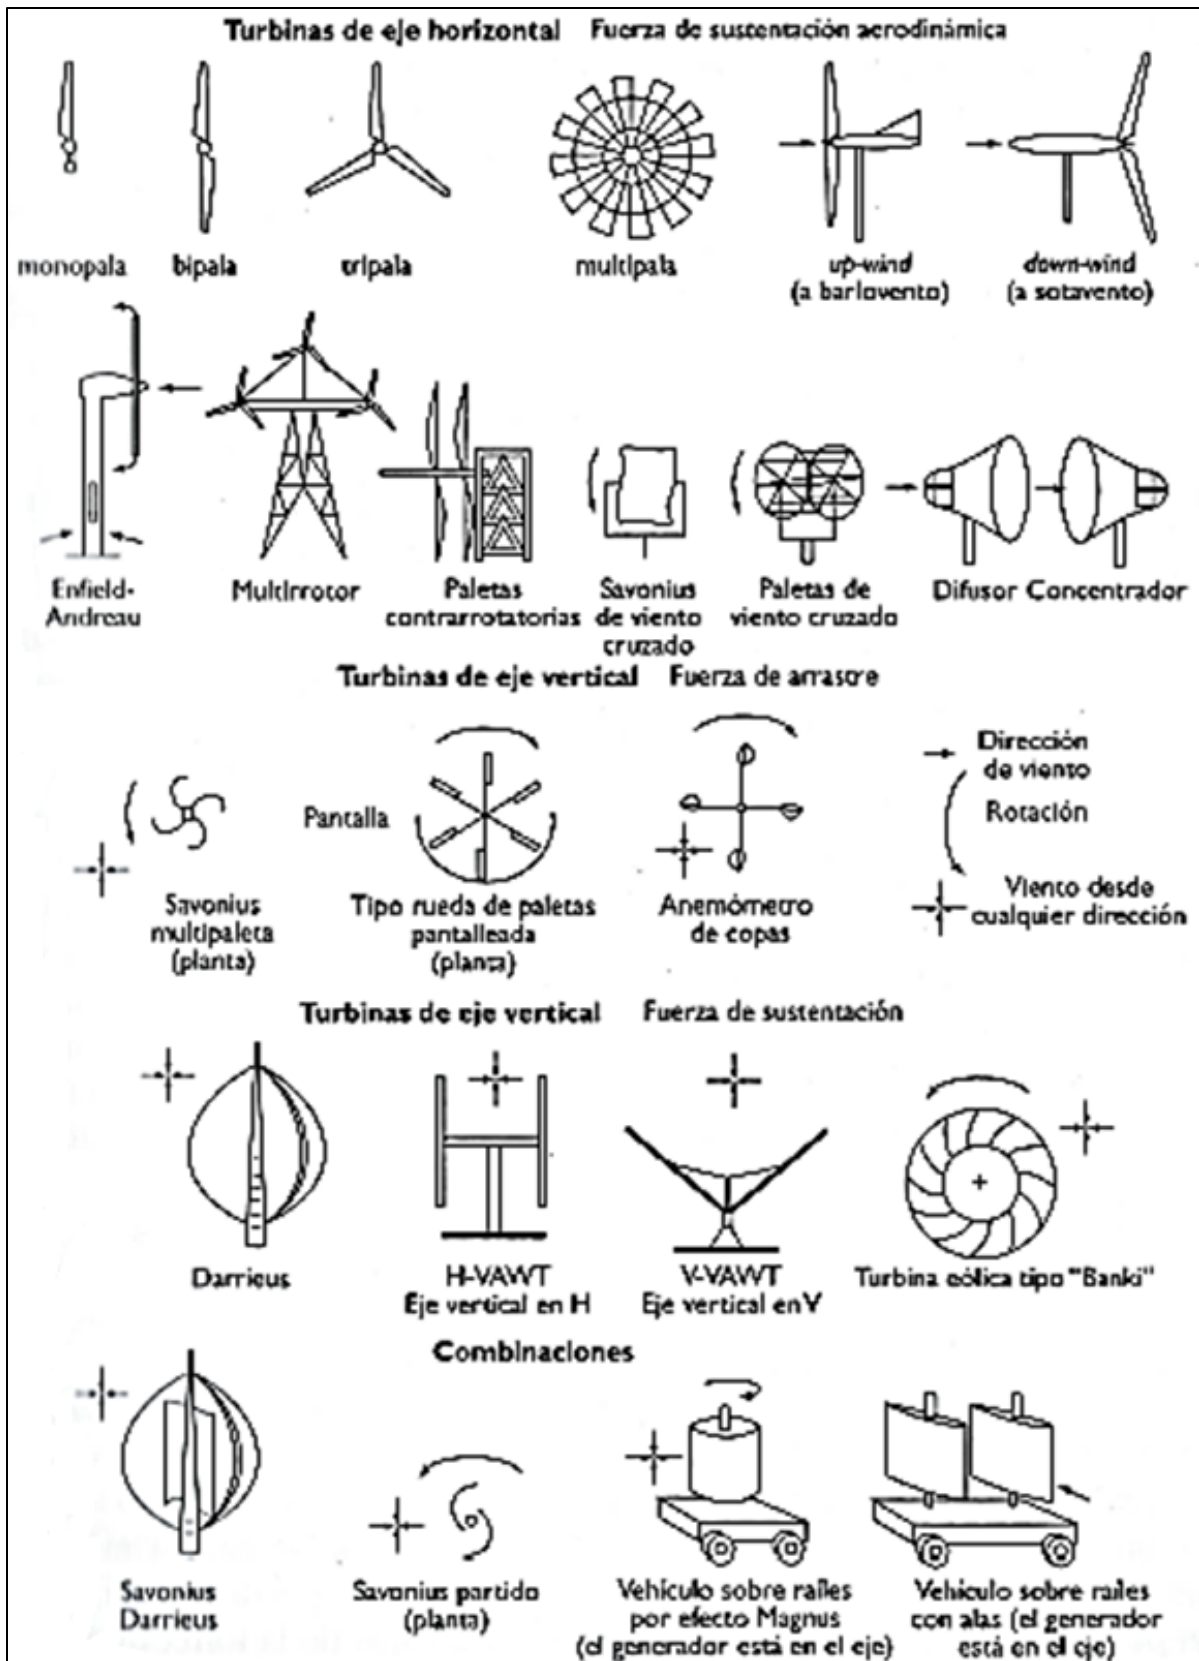 Turbinas de eje horizontal Fuerza de sustentación aerodinámica
monopala
bipala
tripala
multipala
up-wind
(a barlovento)
down-wind
(a sotavento)
Enfield-
Andreau
Multirrotor
Paletas
contrarrotatorias
Savonius
de viento
cruzado
Paletas de
viento cruzado
Difusor Concentrador
Turbinas de eje vertical Fuerza de arrastre
Savonius
multipaleta
(planta)
Pantalla
Tipo rueda de paletas
pantalleada
(planta)
Anemómetro
de copas
Dirección
de viento
Rotación
Viento desde
cualquier dirección
Turbinas de eje vertical Fuerza de sustentación
Darrieus
H-VAWT
Eje vertical en H
V-VAWT
Eje vertical en V
Turbina eólica tipo "Banki"
Combinaciones
Savonius
Darrieus
Savonius partido
(planta)
Vehículo sobre raíles
por efecto Magnus
(el generador está en el eje)
Vehículo sobre raíles
con alas (el generador
está en el eje)